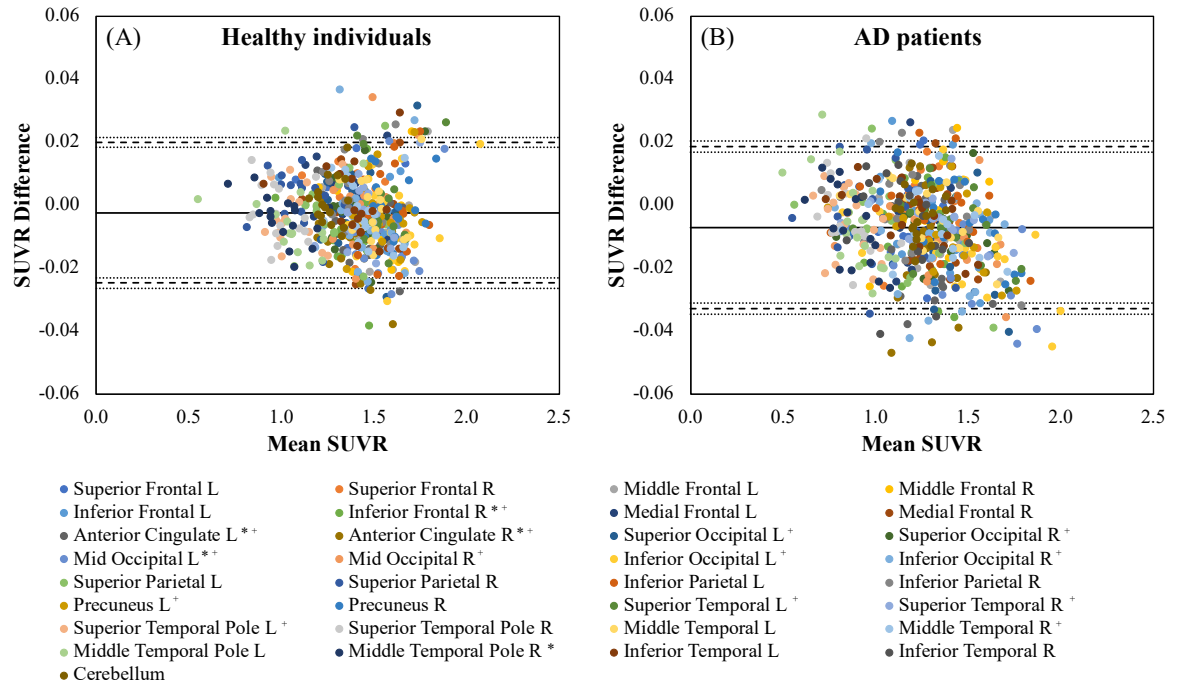 (A) Healthy individuals
0.06
0.04
0.02
0.00
-0.02
-0.04
-0.06
SUVR Difference
0.0 0.5 1.0 1.5 2.0 2.5
Mean SUVR
(B) AD patients
0.06
0.04
0.02
0.00
-0.02
-0.04
-0.06
SUVR Difference
0.0 0.5 1.0 1.5 2.0 2.5
Mean SUVR
Superior Frontal L Superior Frontal R Middle Frontal L Middle Frontal R
Inferior Frontal L Inferior Frontal R *+ Medial Frontal L Medial Frontal R
Anterior Cingulate L *+ Anterior Cingulate R *+ Superior Occipital L + Superior Occipital R +
Mid Occipital L *+ Mid Occipital R + Inferior Occipital L + Inferior Occipital R +
Superior Parietal L Superior Parietal R Inferior Parietal L Inferior Parietal R
Precuneus L + Precuneus R Superior Temporal L + Superior Temporal R +
Superior Temporal Pole L + Superior Temporal Pole R Middle Temporal L Middle Temporal R +
Middle Temporal Pole L Middle Temporal Pole R * Inferior Temporal L Inferior Temporal R
Cerebellum